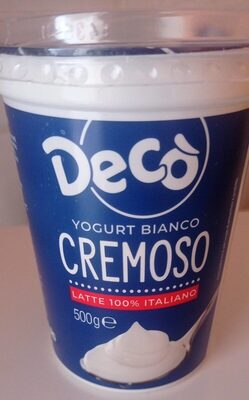 Decò
YOGURT BIANCO
CREMOSO
LATTE 100% ITALIANO
500g e